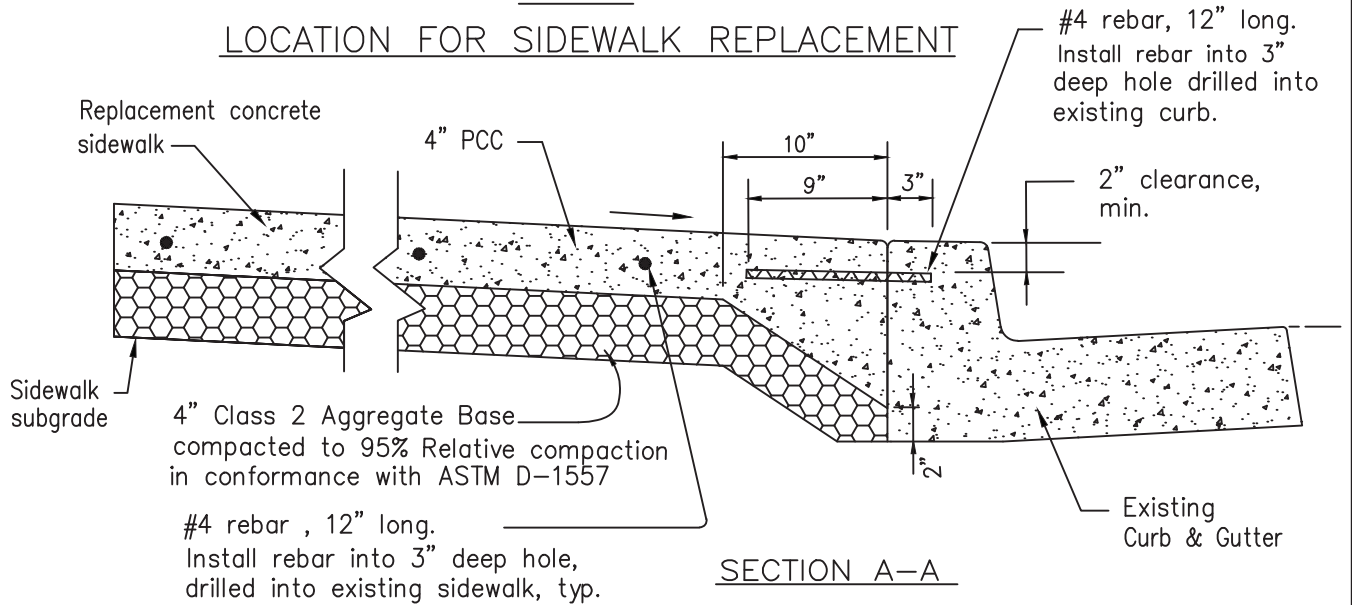 LOCATION FOR SIDEWALK REPLACEMENT
#4 rebar, 12” long.
Install rebar into 3”
deep hole drilled into
existing curb.
Replacement concrete
sidewalk
4” PCC
10”
9”
3”
2” clearance,
min.
Sidewalk
subgrade
4” Class 2 Aggregate Base
compacted to 95% Relative compaction
in conformance with ASTM D-1557
2”
#4 rebar , 12” long.
Install rebar into 3” deep hole,
drilled into existing sidewalk, typ.
Existing
Curb & Gutter
SECTION A-A